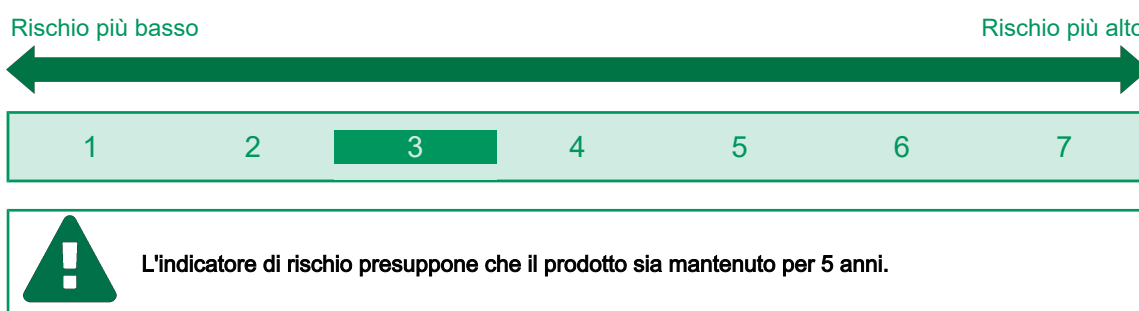 Rischio più basso Rischio più alto
1 2 3 4 5 6 7
L'indicatore di rischio presuppone che il prodotto sia mantenuto per 5 anni.